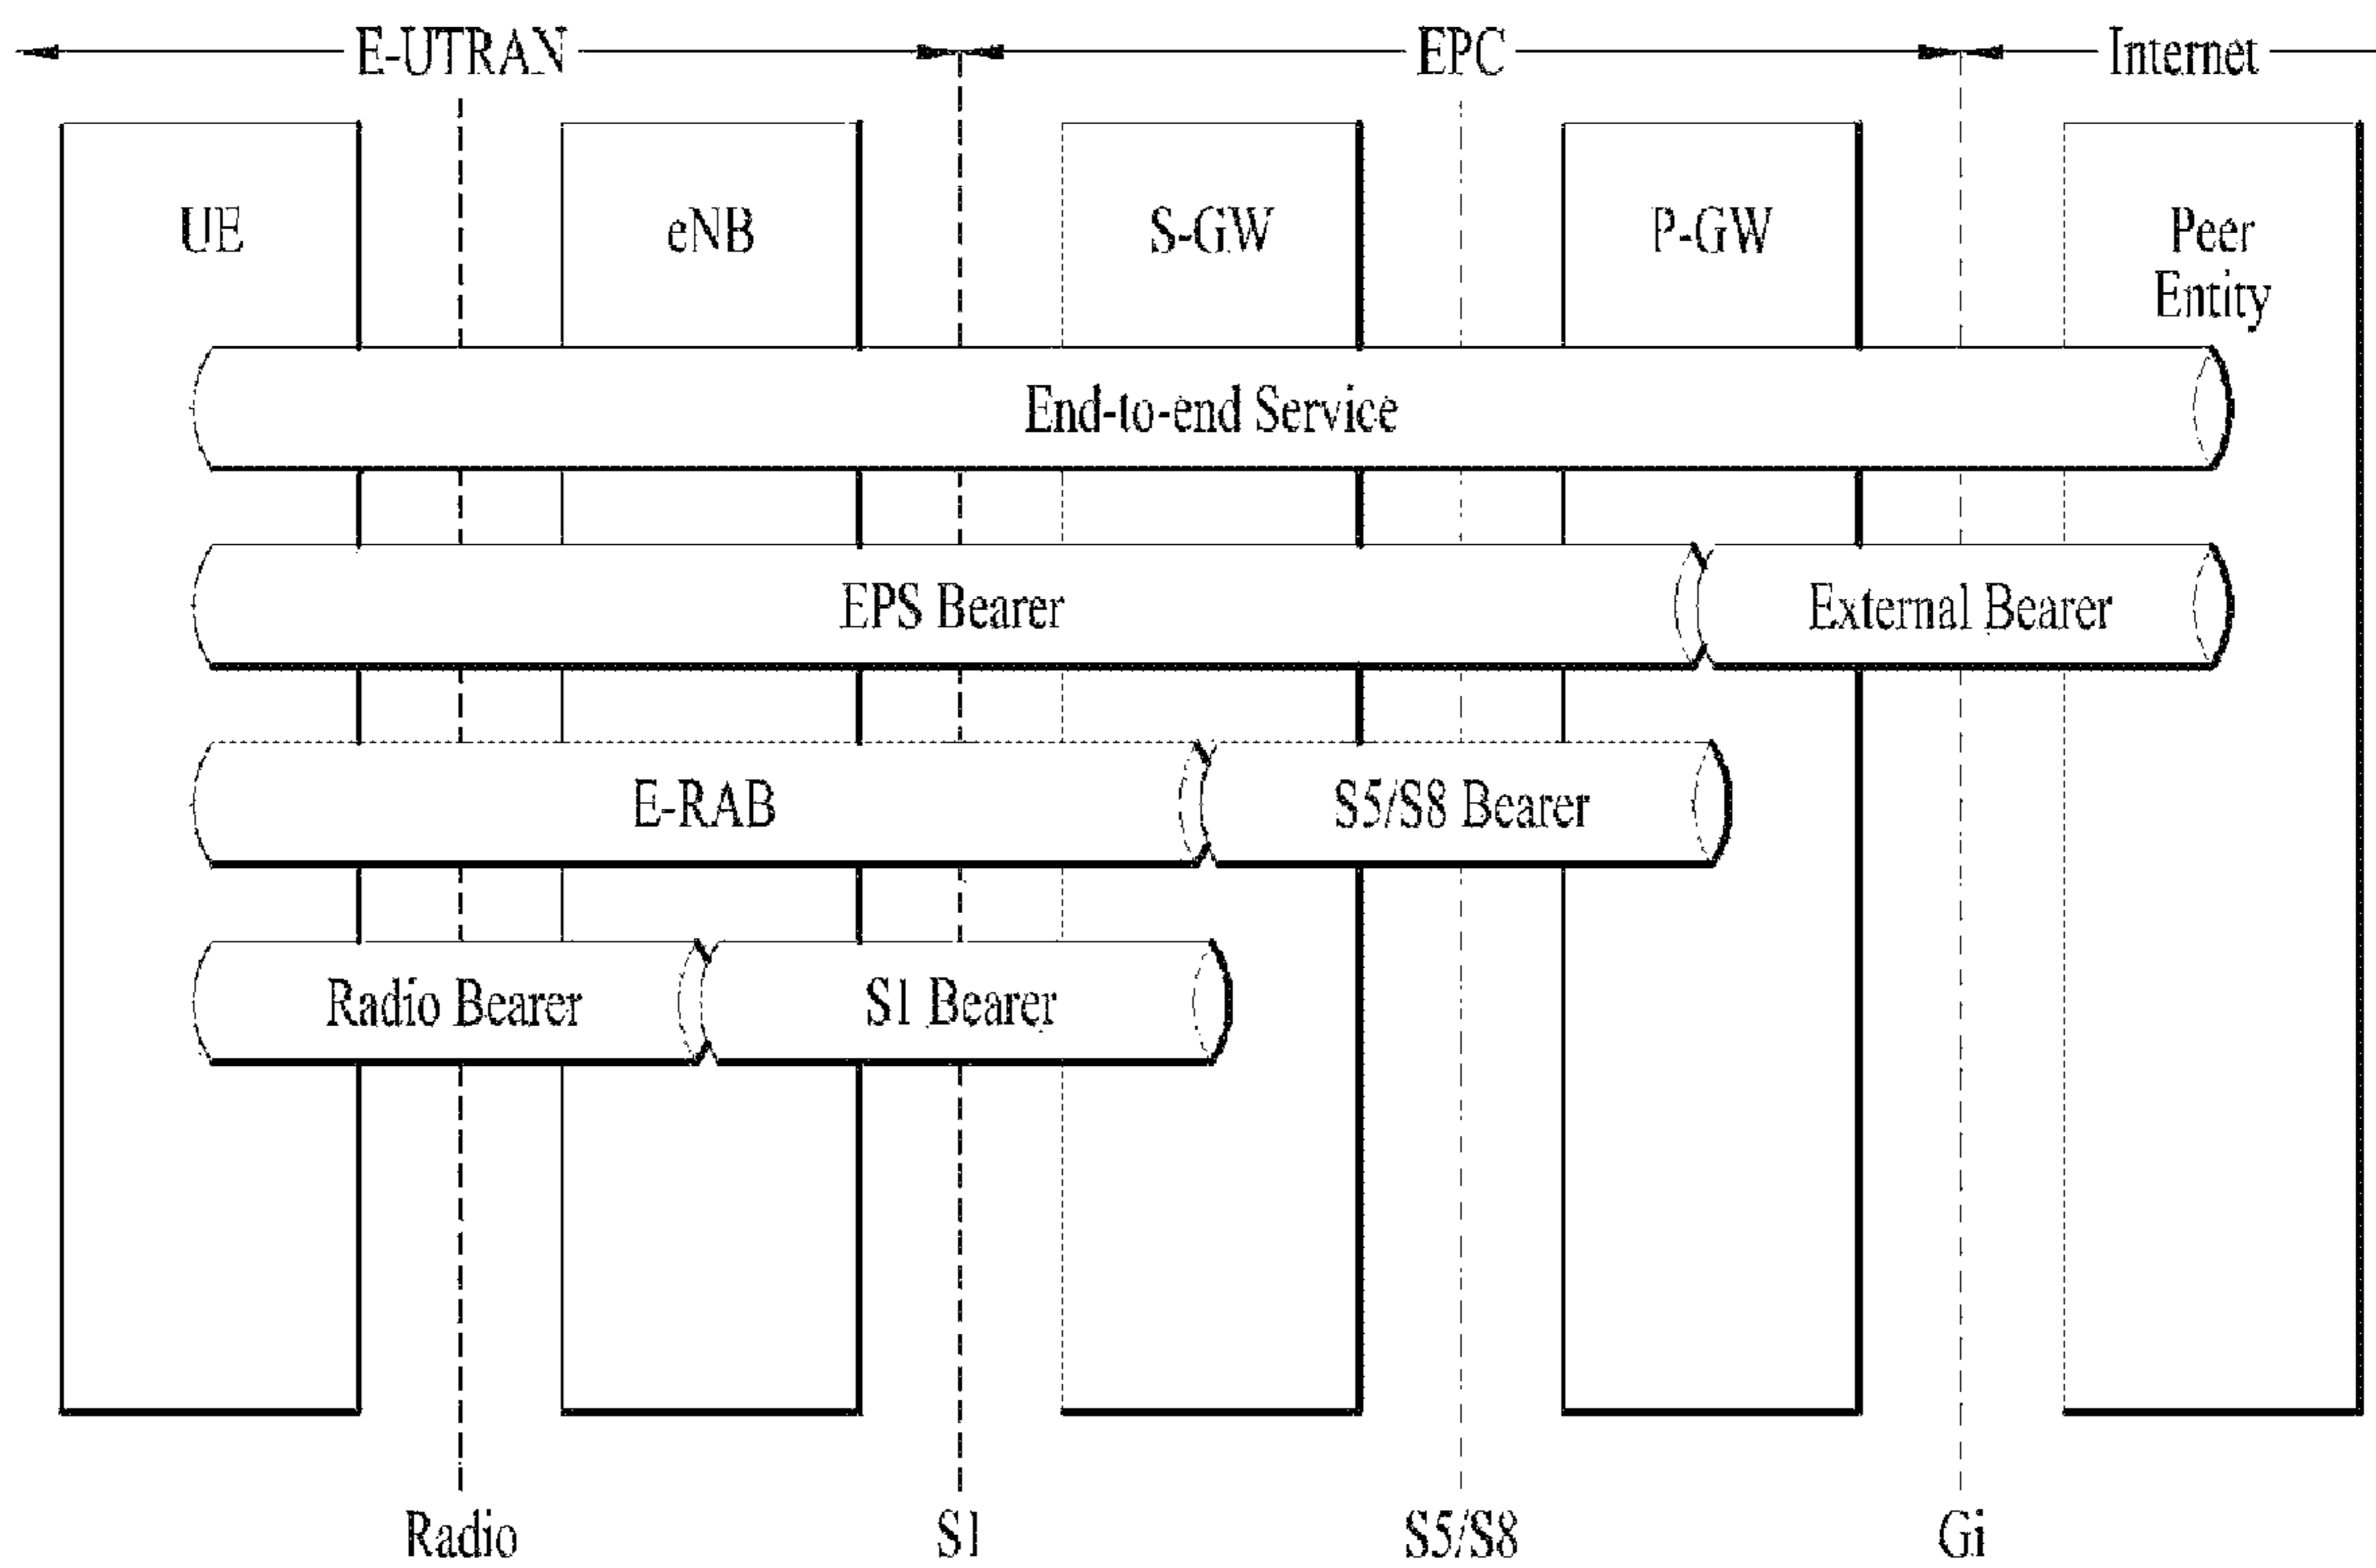 E-UTRAN EPC Internet
UE eNB S-GW P-GW Peer
Entity
End-to-end Service
EPS Bearer External Bearer
E-RAB S5/S8 Bearer
Radio Bearer S1 Bearer
Radio S1 S5/S8 Gi